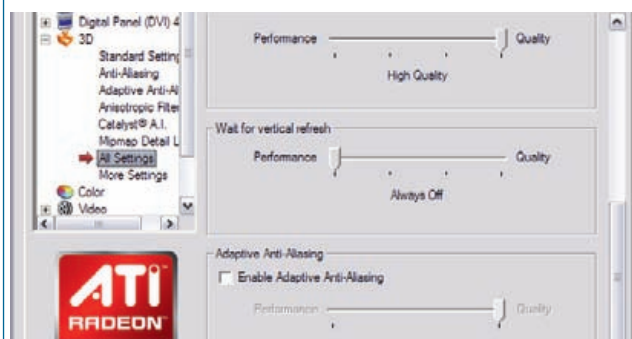 Digital Panel (DVI) 4
3D
Standard Setting
Anti-Aliasing
Adaptive Anti-Al
Anisotropic Filter
Catalyst® A.I.
Mipmap Detail L
All Settings
More Settings
Color
Video
ATI
RADEON
Performance Quality
High Quality
Wait for vertical refresh
Performance Quality
Always Off
Adaptive Anti-Aliasing
Enable Adaptive Anti-Aliasing
Performance Quality